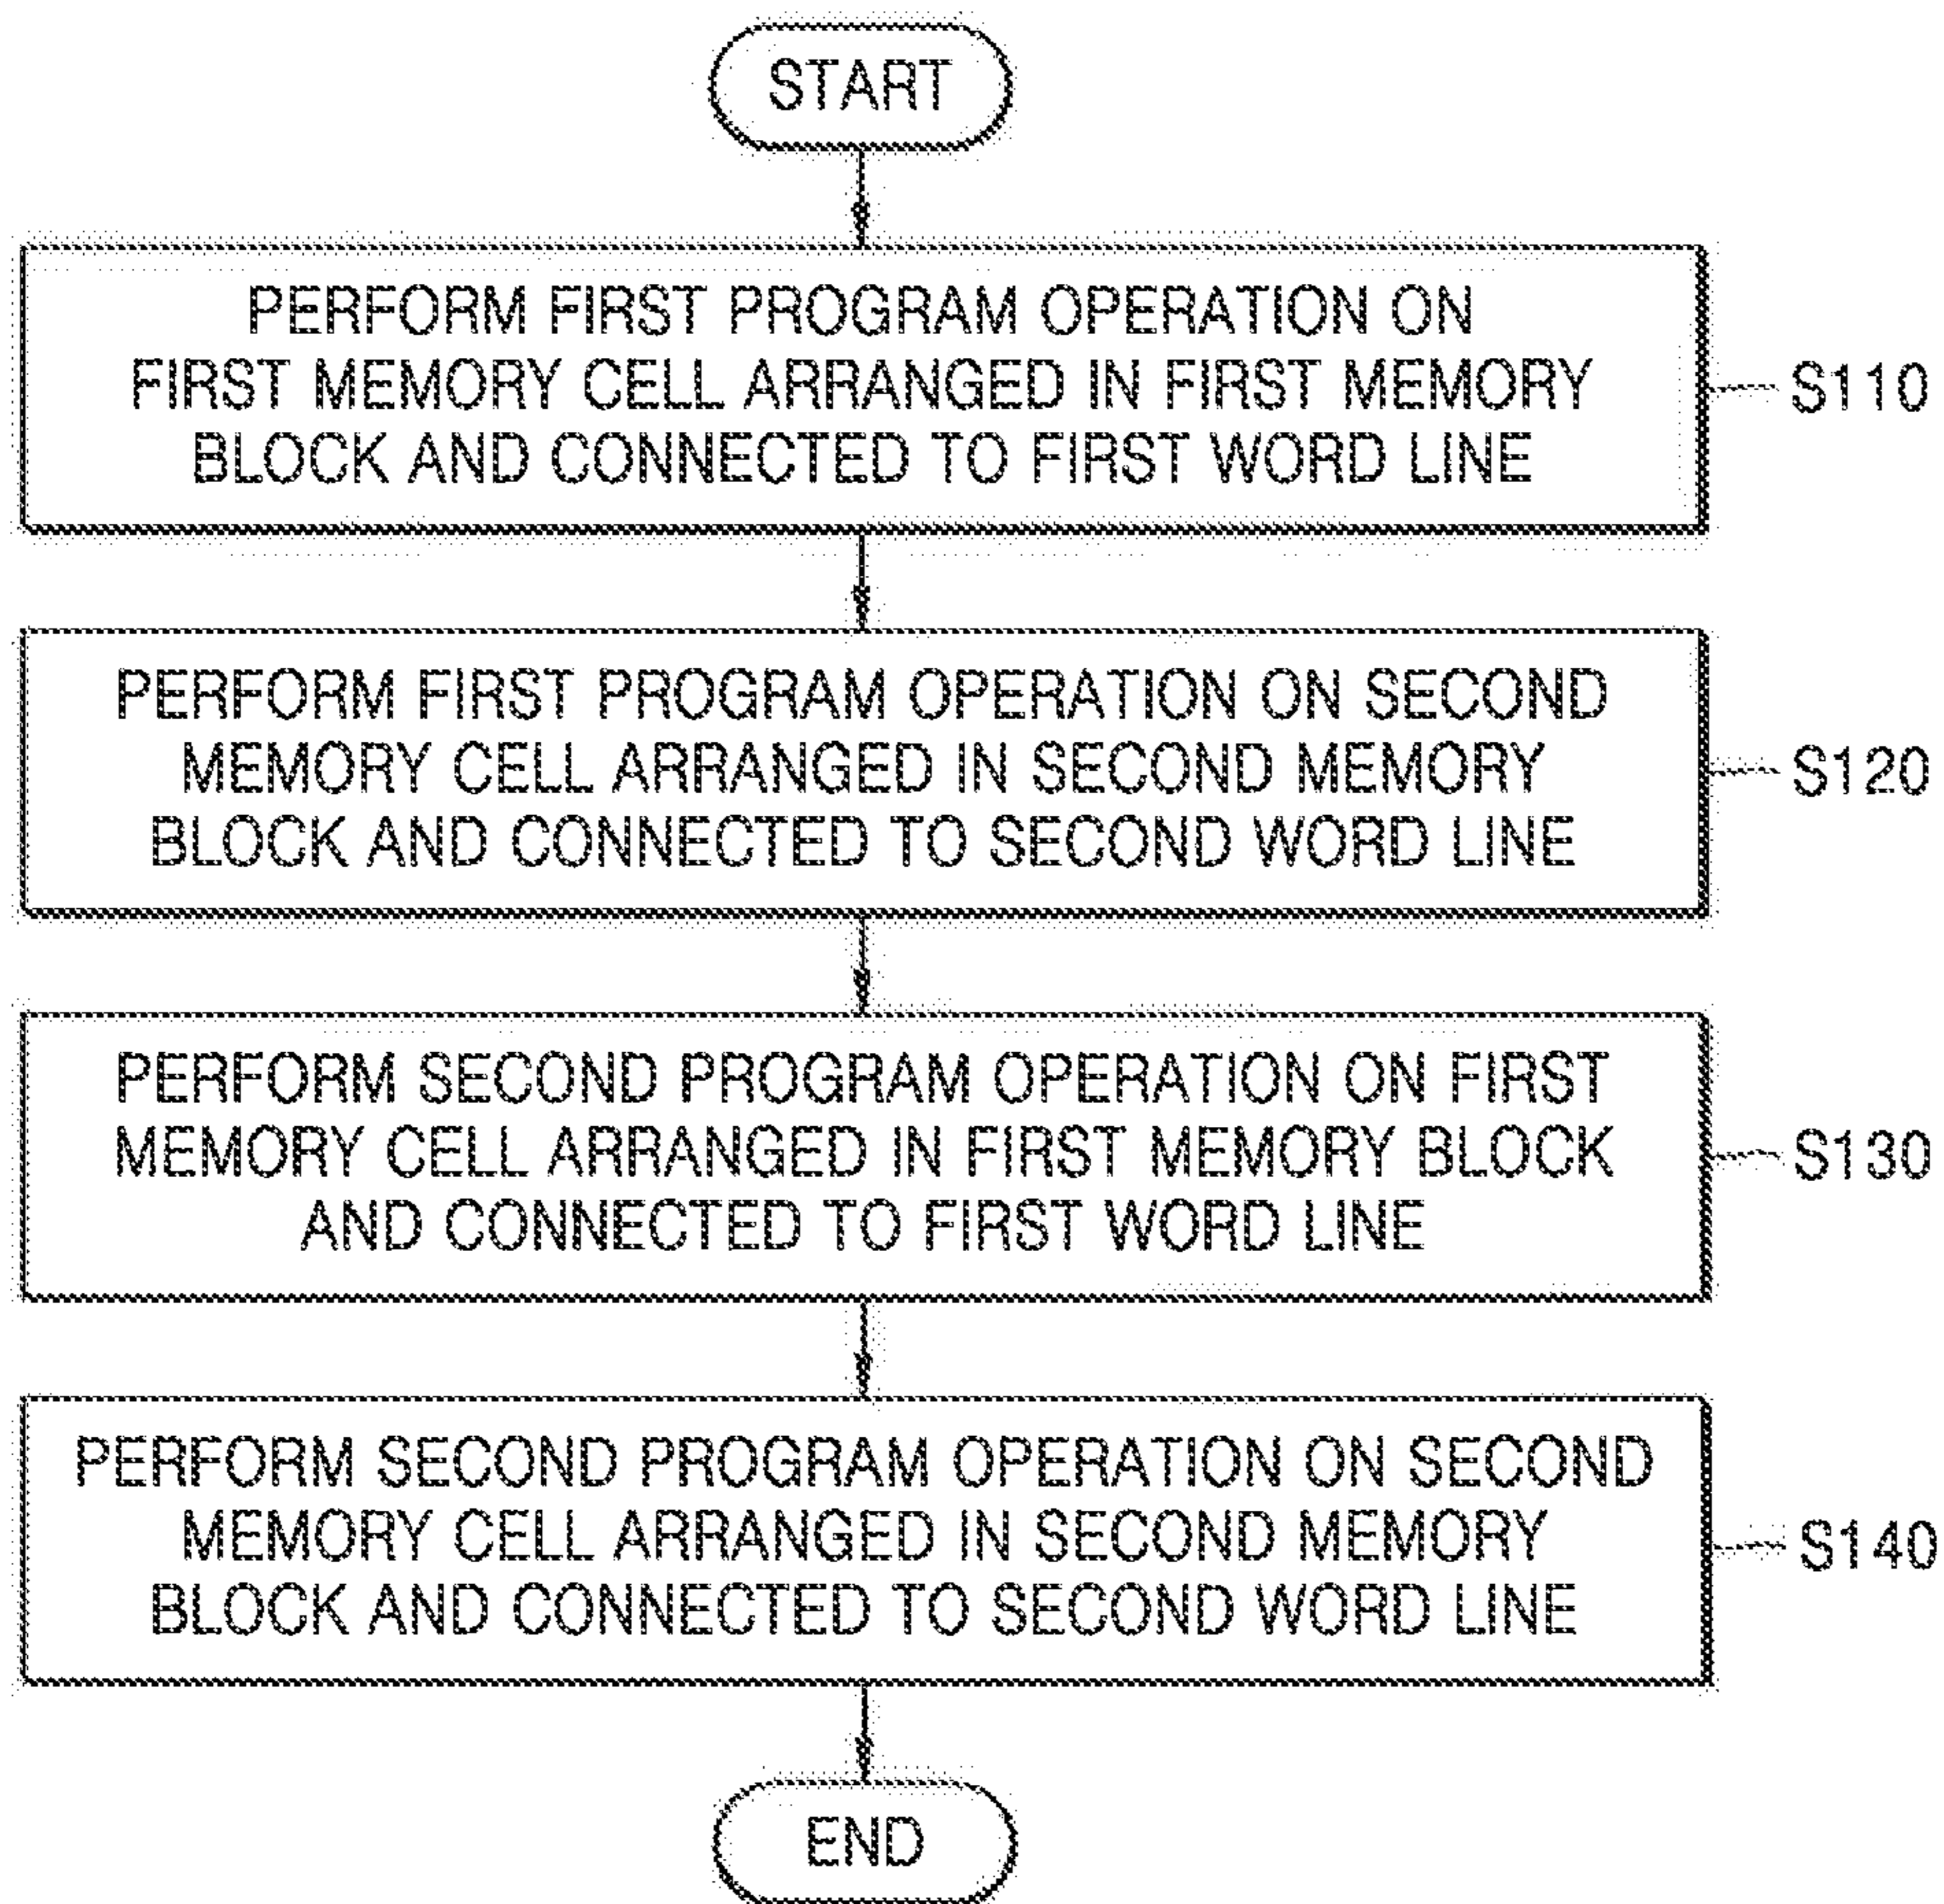 START
PERFORM FIRST PROGRAM OPERATION ON
FIRST MEMORY CELL ARRANGED IN FIRST MEMORY
BLOCK AND CONNECTED TO FIRST WORD LINE
S110
PERFORM FIRST PROGRAM OPERATION ON SECOND
MEMORY CELL ARRANGED IN SECOND MEMORY
BLOCK AND CONNECTED TO SECOND WORD LINE
S120
PERFORM SECOND PROGRAM OPERATION ON FIRST
MEMORY CELL ARRANGED IN FIRST MEMORY BLOCK
AND CONNECTED TO FIRST WORD LINE
S130
PERFORM SECOND PROGRAM OPERATION ON SECOND
MEMORY CELL ARRANGED IN SECOND MEMORY
BLOCK AND CONNECTED TO SECOND WORD LINE
S140
END